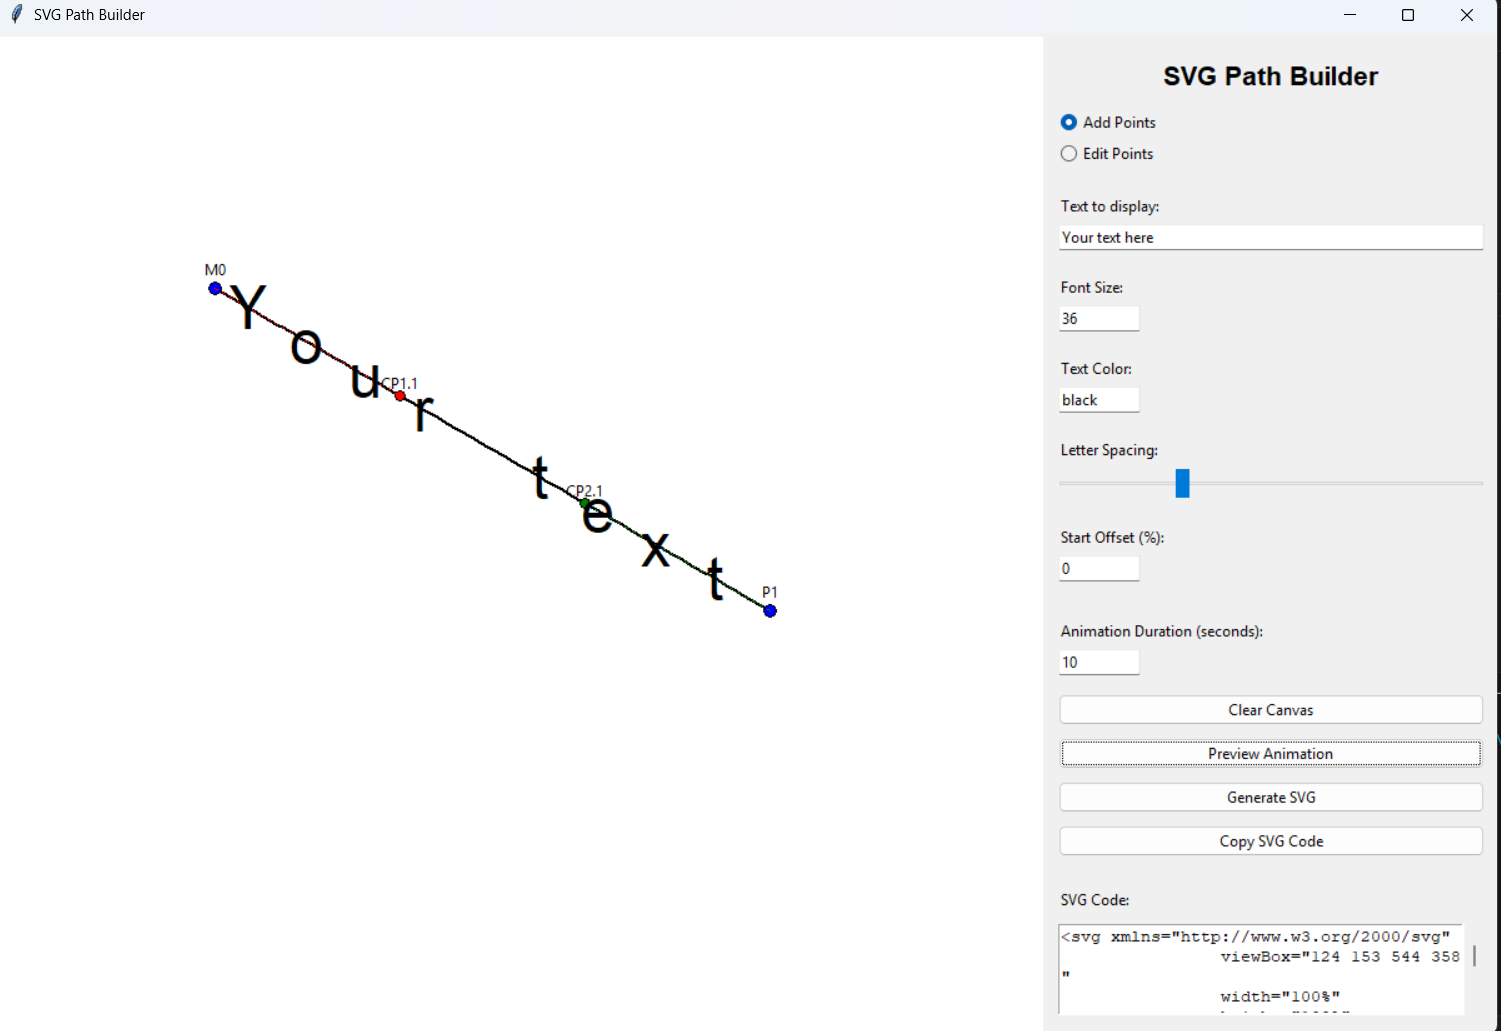 SVG Path Builder
M0
Your text
CP1.1
CP2.1
P1
SVG Path Builder
Add Points
Edit Points
Text to display:
Your text here
Font Size:
36
Text Color:
black
Letter Spacing:
Start Offset (%):
0
Animation Duration (seconds):
10
Clear Canvas
Preview Animation
Generate SVG
Copy SVG Code
SVG Code:
<svg xmlns="http://www.w3.org/2000/svg"
viewBox="124 153 544 358
"
width="100%"